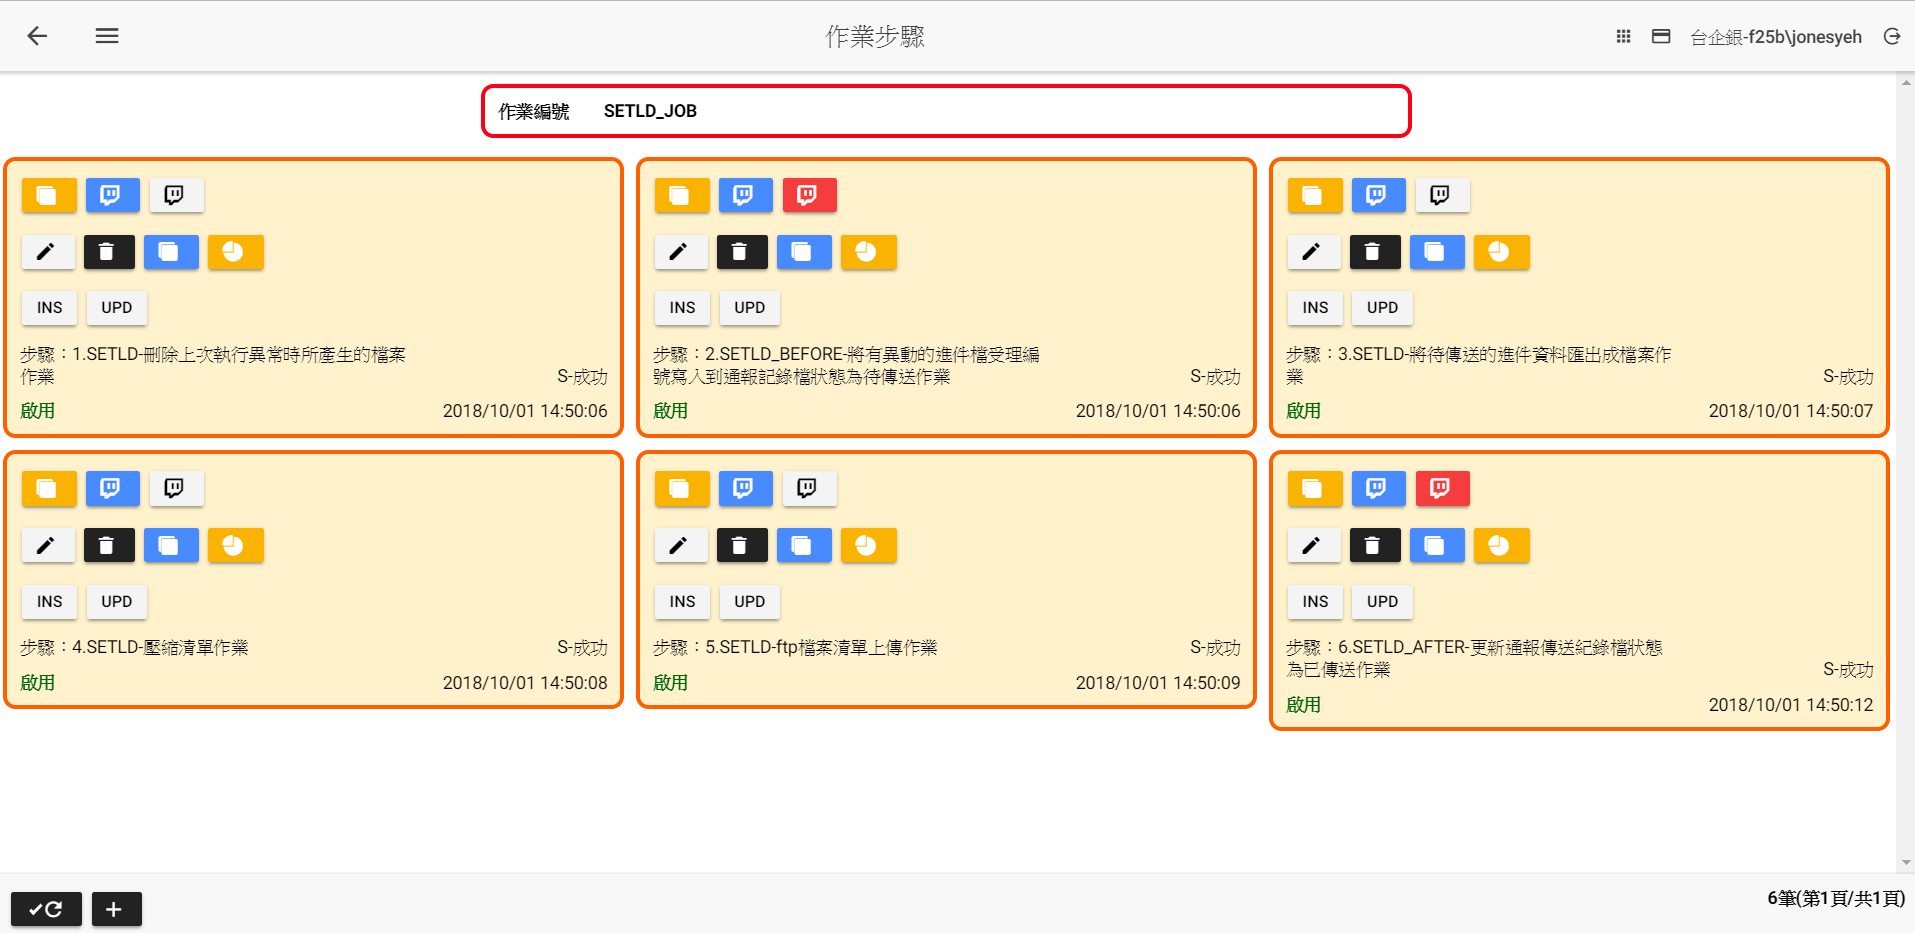 作業步驟
台企銀-f25b\jonesyeh
作業編號 SETLD_JOB
INS UPD
步驟：1.SETLD-刪除上次執行異常時所產生的檔案
作業 S-成功
啟用 2018/10/01 14:50:06
INS UPD
步驟：2.SETLD_BEFORE-將有異動的進件檔受理編
號寫入到通報記錄檔狀態為待傳送作業 S-成功
啟用 2018/10/01 14:50:06
INS UPD
步驟：3.SETLD-將待傳送的進件資料匯出成檔案作
業 S-成功
啟用 2018/10/01 14:50:07
INS UPD
步驟：4.SETLD-壓縮清單作業 S-成功
啟用 2018/10/01 14:50:08
INS UPD
步驟：5.SETLD-ftp檔案清單上傳作業 S-成功
啟用 2018/10/01 14:50:09
INS UPD
步驟：6.SETLD_AFTER-更新通報傳送紀錄檔狀態
為已傳送作業 S-成功
啟用 2018/10/01 14:50:12
6筆(第1頁/共1頁)